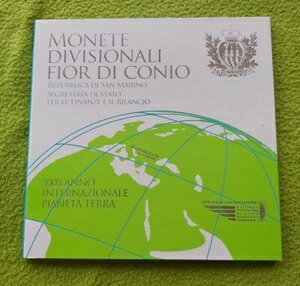 MONETE
DIVISIONALI
FIOR DI CONIO
REPUBBLICA DI SAN MARINO
SEGRETERIA DI STATO
PER LE FINANZE E IL BILANCIO
2008 ANNO
INTERNAZIONALE
PIANETA TERRA